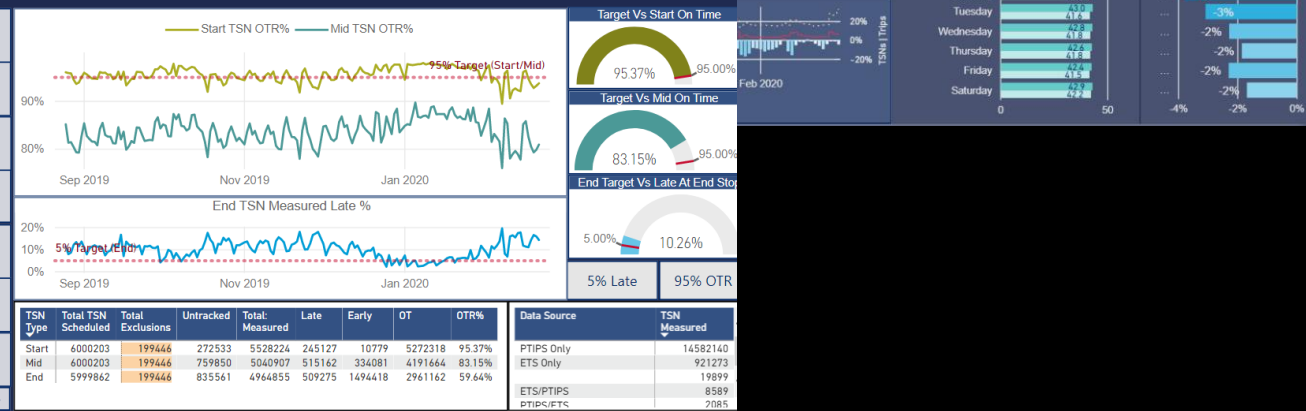 Start TSN OTR% Mid TSN OTR%
95% Target (Start/Mid)
90%
80%
Sep 2019 Nov 2019 Jan 2020
End TSN Measured Late %
20%
10%
0%
5% Target (End)
Sep 2019 Nov 2019 Jan 2020
Target Vs Start On Time
95.37%
95.00%
Target Vs Mid On Time
83.15%
95.00%
End Target Vs Late At End Stop
5.00%
10.26%
5% Late 95% OTR
TSN Type Total TSN Scheduled Total Exclusions Untracked Total: Measured Late Early OT OTR%
Start 6000203 199446 272533 5528224 245127 10779 5272318 95.37%
Mid 6000203 199446 759850 5040907 515162 334081 4191664 83.15%
End 5999862 199446 835561 4964855 509275 1494418 2961162 59.64%
Data Source TSN Measured
PTIPS Only 14582140
ETS Only 921273
19899
ETS/PTIPS 8589
PTIPS/ETS 2085
20%
0%
-20%
TSNs | Trips
Feb 2020
Tuesday 43.0 41.6
Wednesday 42.8 41.8
Thursday 42.6 41.8
Friday 42.4 41.5
Saturday 42.9 42.2
0 50
... -3%
... -2%
... -2%
... -2%
... -2%
-4% -2% 0%